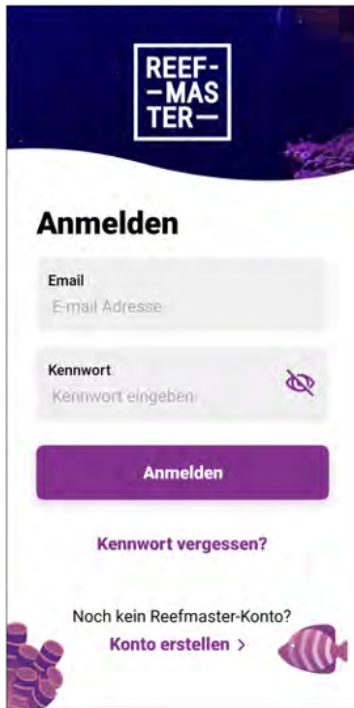 REEF-
–MAS
TER–
Anmelden
Email
E-mail Adresse
Kennwort
Kennwort eingeben
Anmelden
Kennwort vergessen?
Noch kein Reefmaster-Konto?
Konto erstellen >